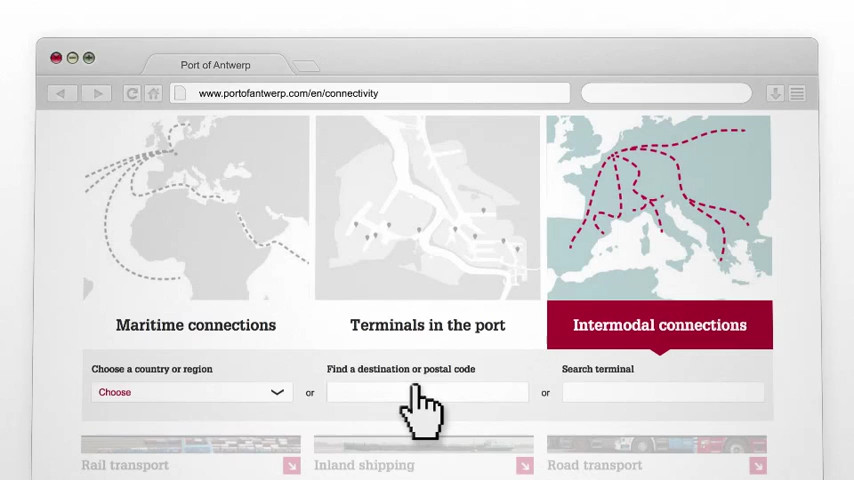 Port of Antwerp
www.portofantwerp.com/en/connectivity
Maritime connections
Terminals in the port
Intermodal connections
Choose a country or region
Find a destination or postal code
Search terminal
Choose
or
or
Rail transport
Inland shipping
Road transport